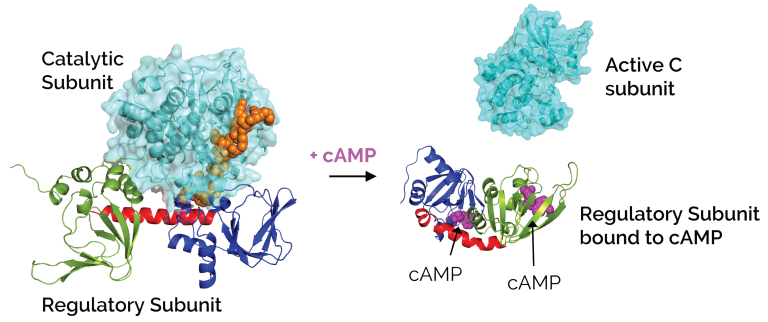 Catalytic
Subunit
Regulatory Subunit
+ cAMP
Active C
subunit
Regulatory Subunit
bound to cAMP
cAMP
cAMP